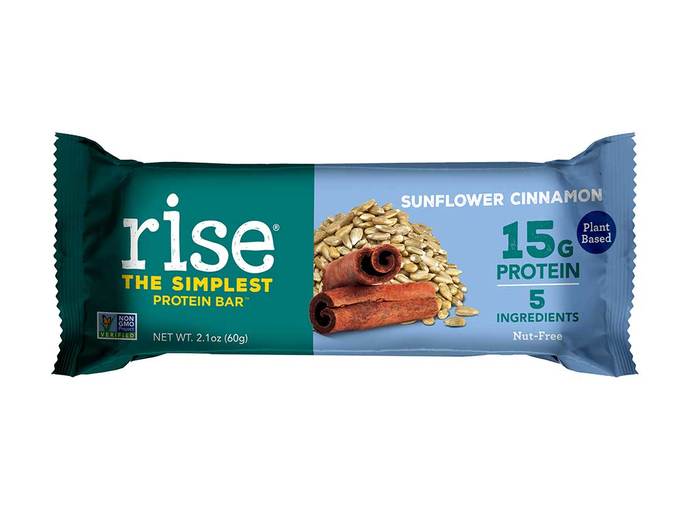 rise®
THE SIMPLEST
PROTEIN BAR™
NON
GMO
Project
VERIFIED
NET WT. 2.1oz (60g)
SUNFLOWER CINNAMON
15G
PROTEIN
5
INGREDIENTS
Nut-Free
Plant
Based